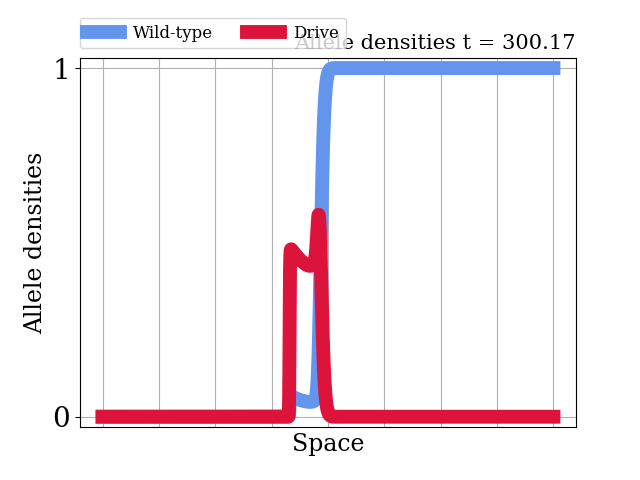 Wild-type Drive
Allele densities t = 300.17
1
Allele densities
0
Space